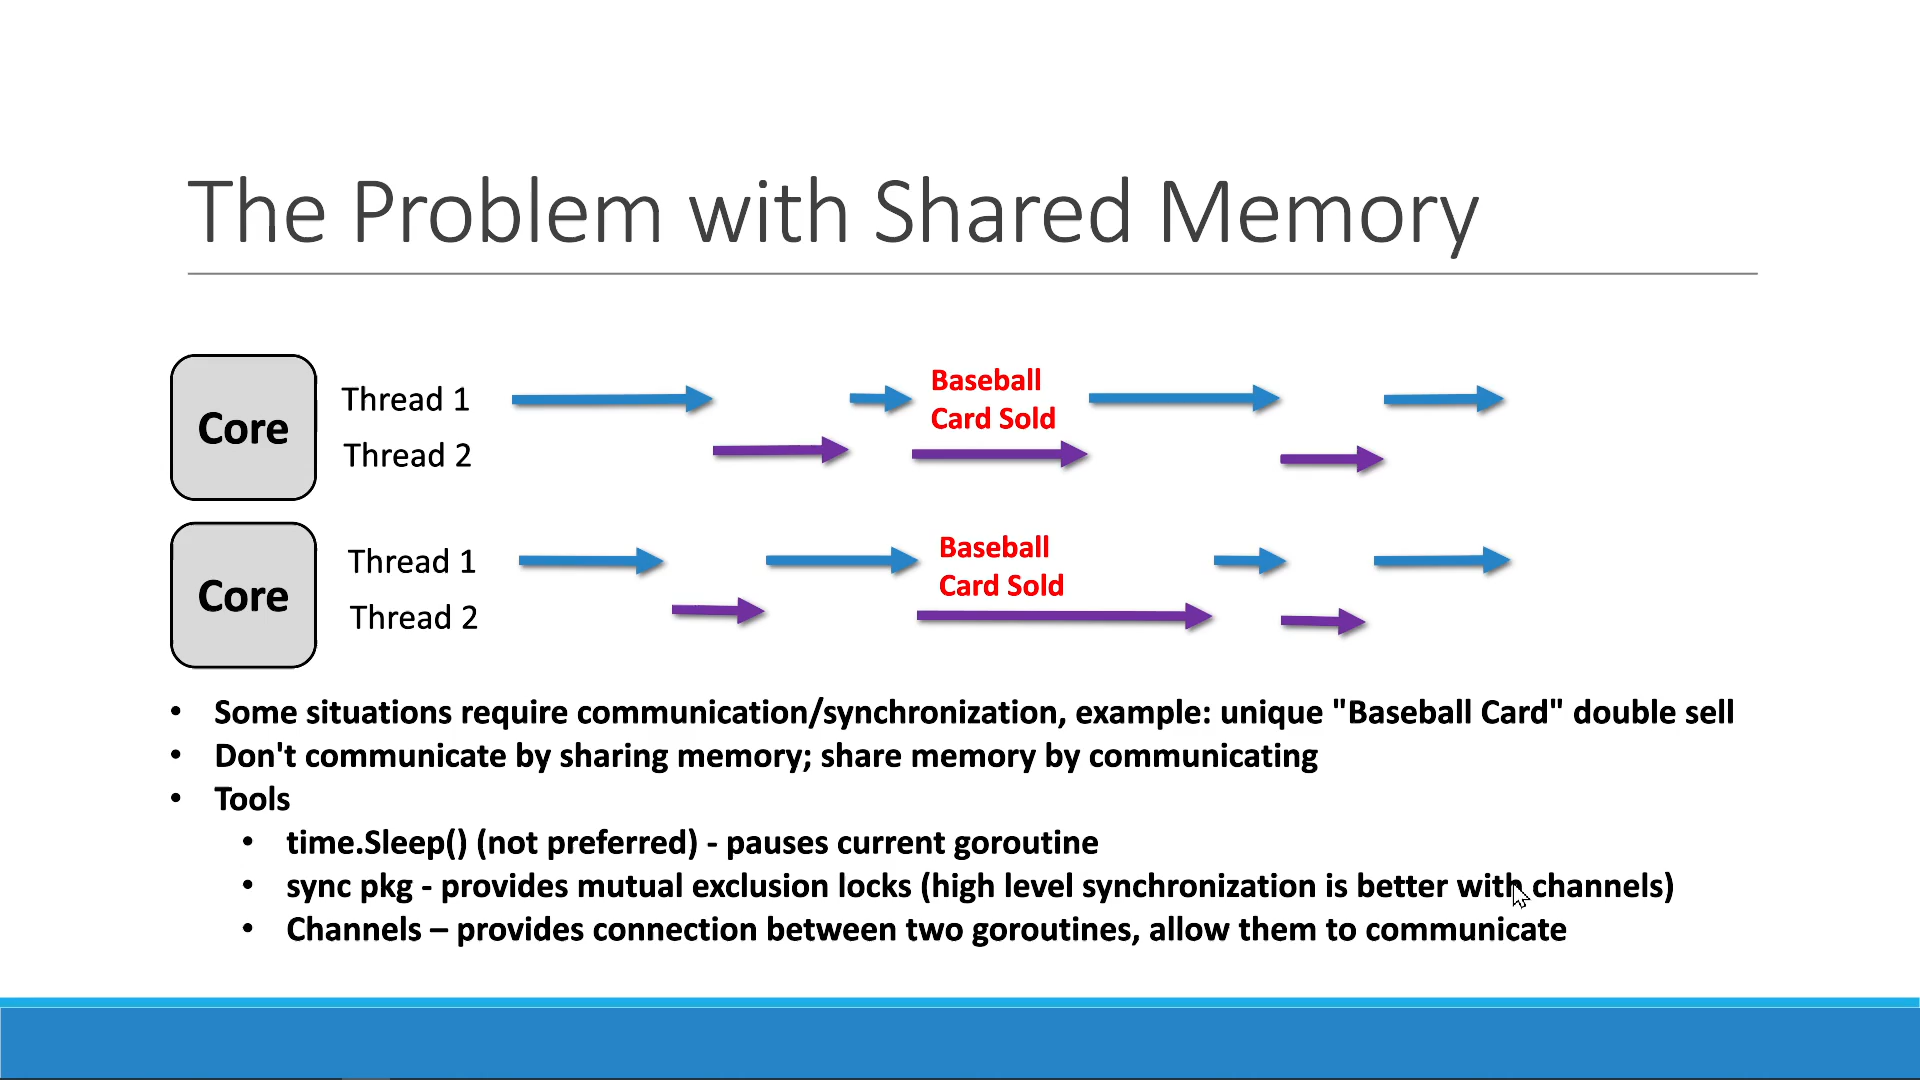 The Problem with Shared Memory
Core
Thread 1
Thread 2
Baseball
Card Sold
Core
Thread 1
Thread 2
Baseball
Card Sold
• Some situations require communication/synchronization, example: unique "Baseball Card" double sell
• Don't communicate by sharing memory; share memory by communicating
• Tools
• time.Sleep() (not preferred) - pauses current goroutine
• sync pkg - provides mutual exclusion locks (high level synchronization is better with channels)
• Channels – provides connection between two goroutines, allow them to communicate